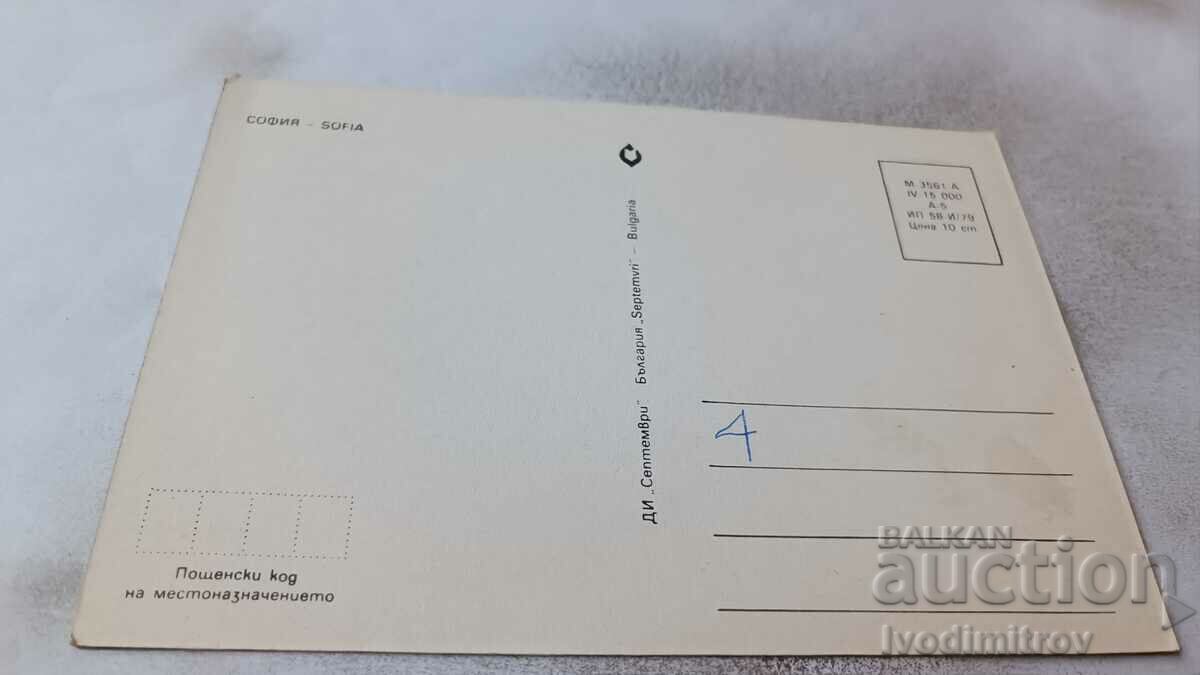 СОФИЯ - SOFIA
М 3561 А
IV 15 000
А-5
ИП 58-И/79
Цена 10 ст
ДИ „Септември" България „Septemvri" - Bulgaria
4
Пощенски код
на местоназначението
BALKAN
auction
Ivodimitrov